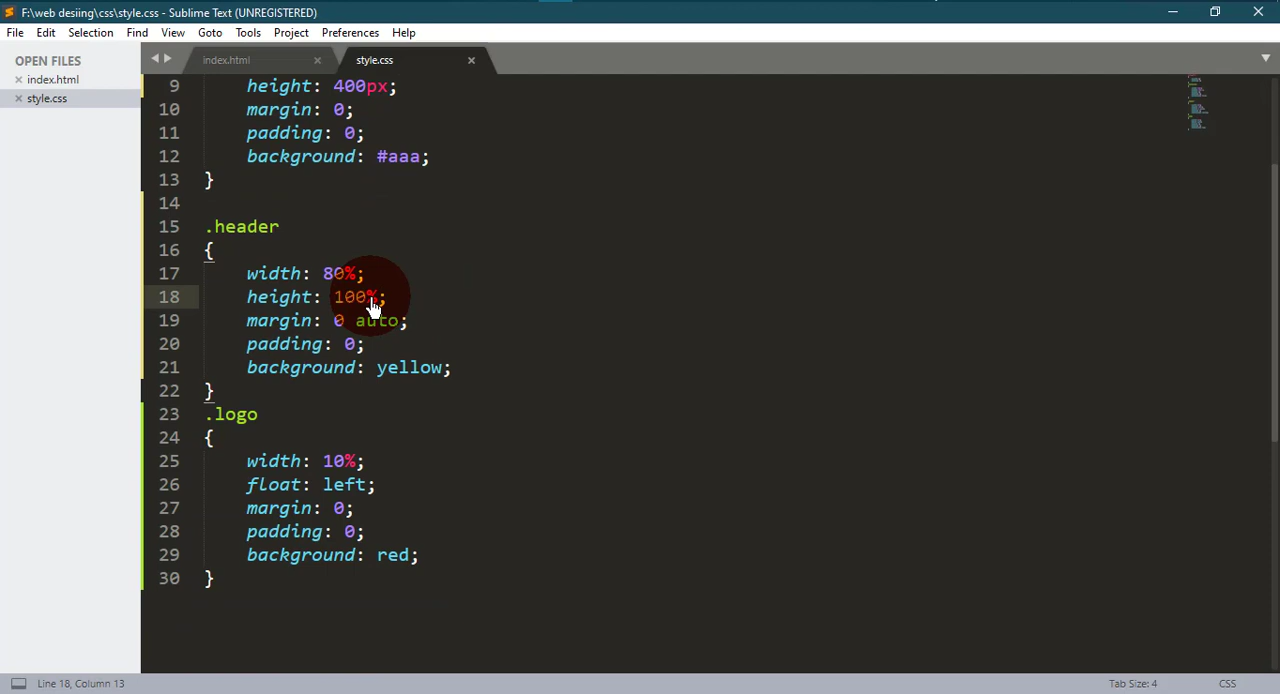 F:\web desiing\css\style.css - Sublime Text (UNREGISTERED)
File Edit Selection Find View Goto Tools Project Preferences Help
OPEN FILES
index.html
style.css
index.html
style.css
9 height: 400px;
10 margin: 0;
11 padding: 0;
12 background: #aaa;
13 }
14
15 .header
16 {
17 width: 80%;
18 height: 100%;
19 margin: 0 auto;
20 padding: 0;
21 background: yellow;
22 }
23 .logo
24 {
25 width: 10%;
26 float: left;
27 margin: 0;
28 padding: 0;
29 background: red;
30 }
Line 18, Column 13
Tab Size: 4
CSS